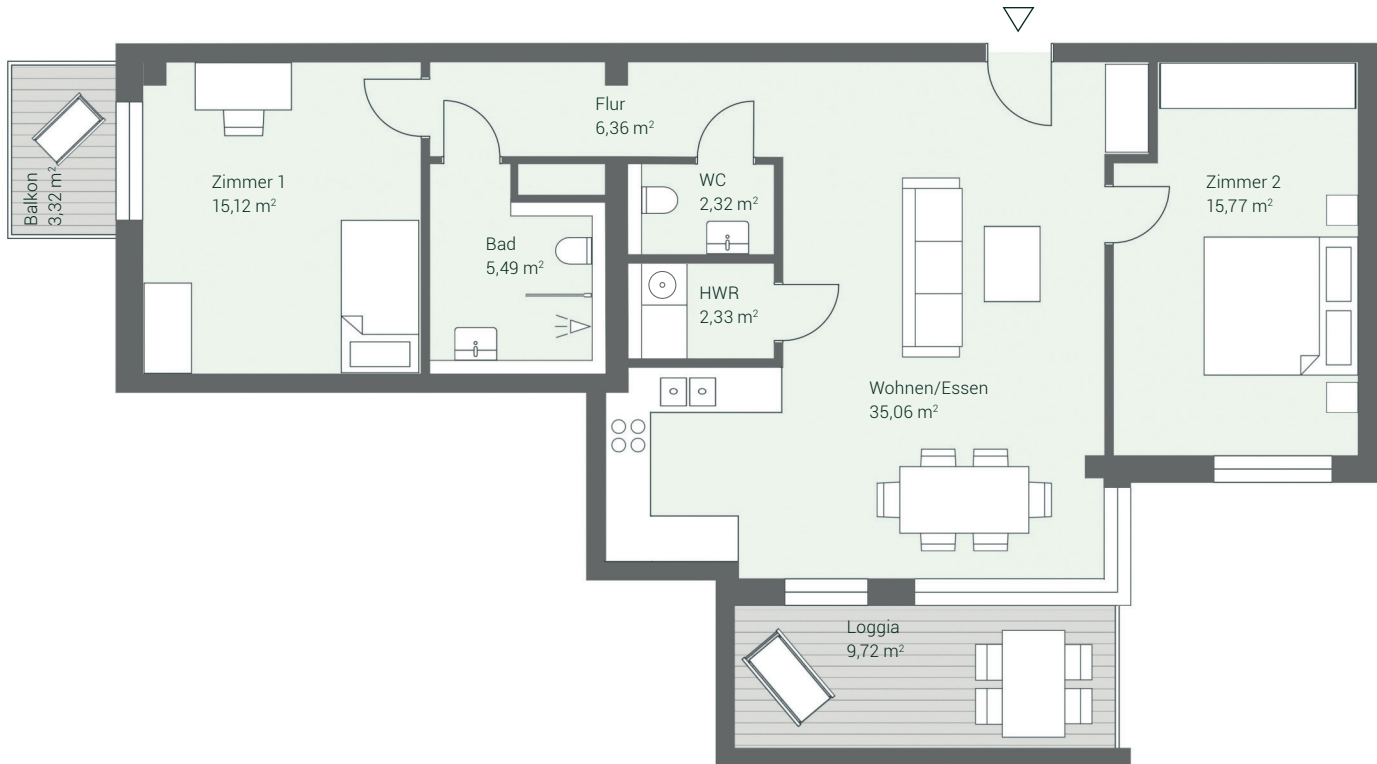 Flur
6,36 m²
Zimmer 1
15,12 m²
Balkon
3,32 m²
WC
2,32 m²
Zimmer 2
15,77 m²
Bad
5,49 m²
HWR
2,33 m²
Wohnen/Essen
35,06 m²
Loggia
9,72 m²